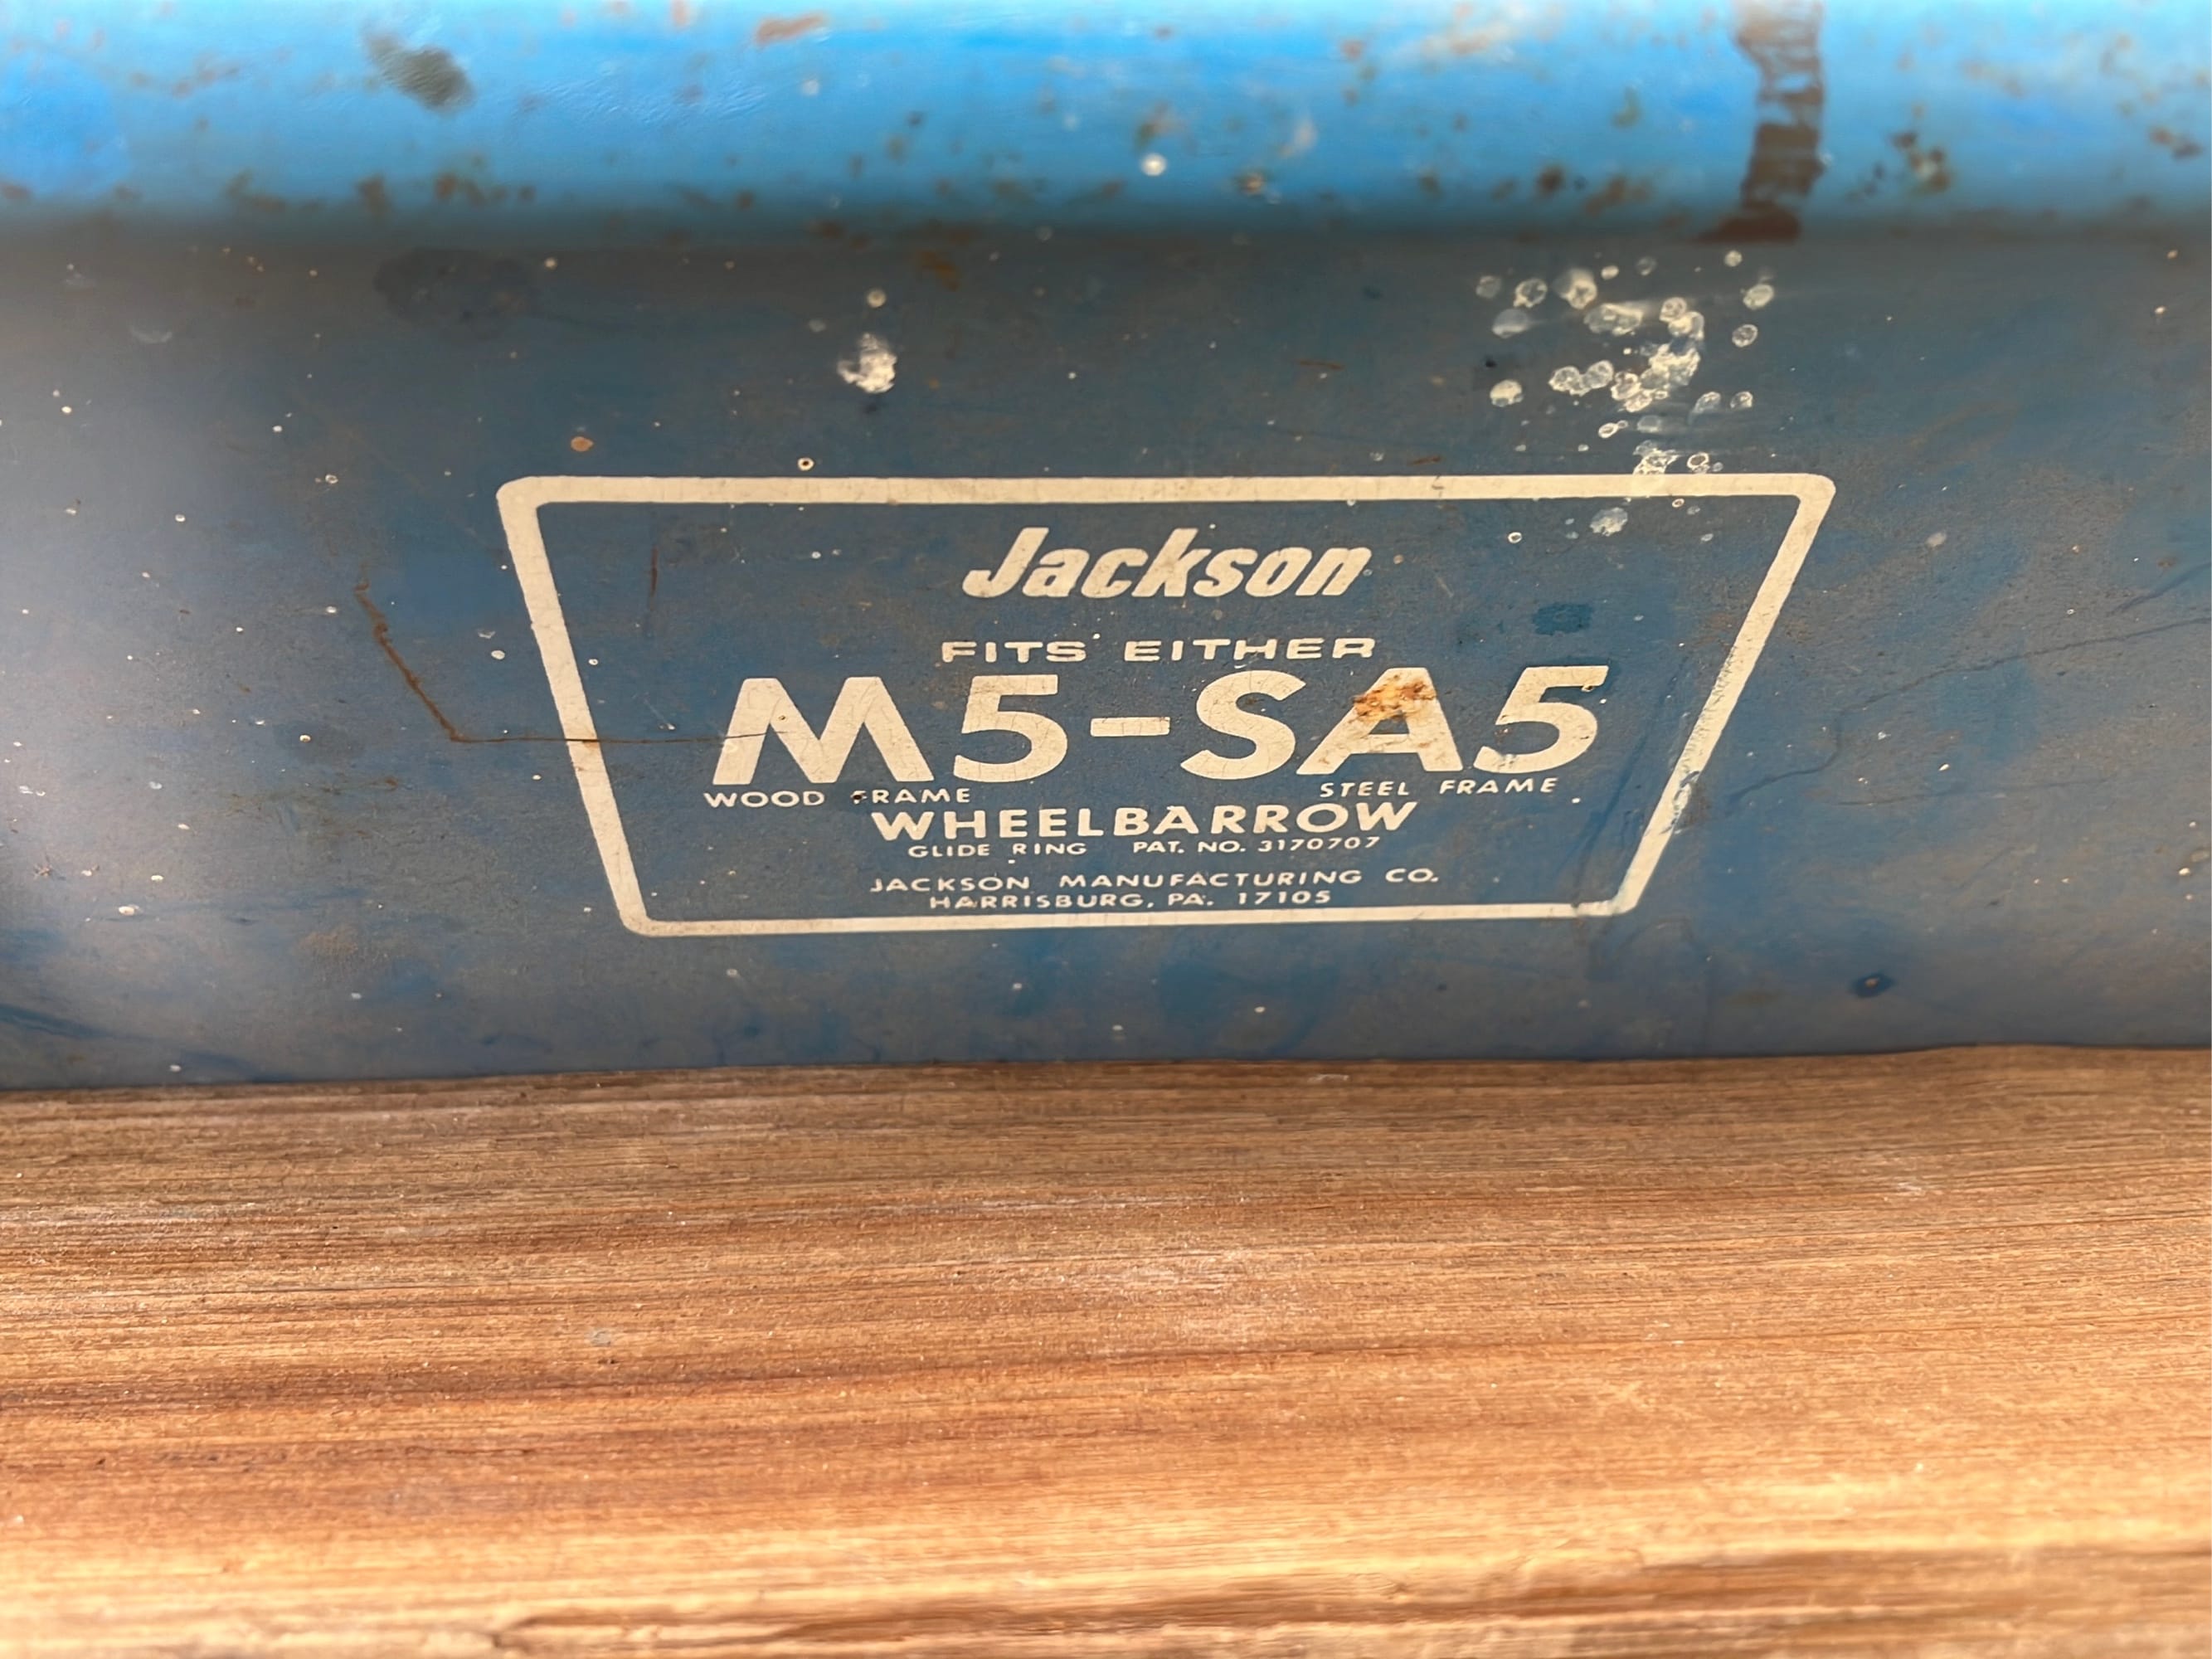 Jackson
FITS EITHER
M5-SA5
WOOD FRAME STEEL FRAME
WHEELBARROW
GLIDE RING PAT. NO. 3170707
JACKSON MANUFACTURING CO.
HARRISBURG, PA. 17105